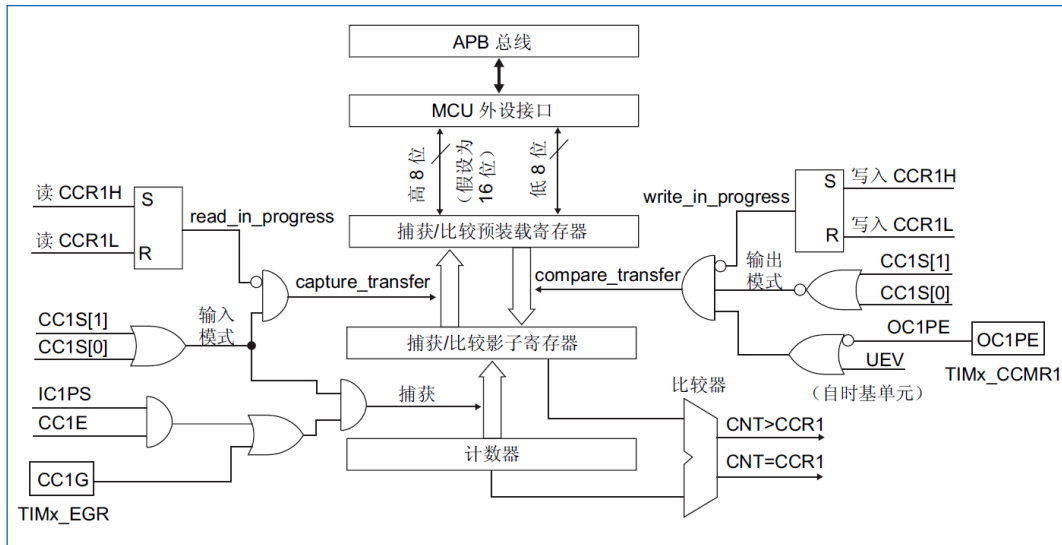 APB 总线
MCU 外设接口
高 8 位
（假设为
16 位）
低 8 位
读 CCR1H
S
read_in_progress
读 CCR1L
R
捕获/比较预装载寄存器
write_in_progress
S
写入 CCR1H
R
写入 CCR1L
capture_transfer
compare_transfer
输出
模式
CC1S[1]
CC1S[0]
CC1S[1]
CC1S[0]
输入
模式
捕获/比较影子寄存器
OC1PE
OC1PE
UEV
TIMx_CCMR1
（自时基单元）
IC1PS
CC1E
捕获
比较器
CNT>CCR1
CNT=CCR1
计数器
CC1G
TIMx_EGR